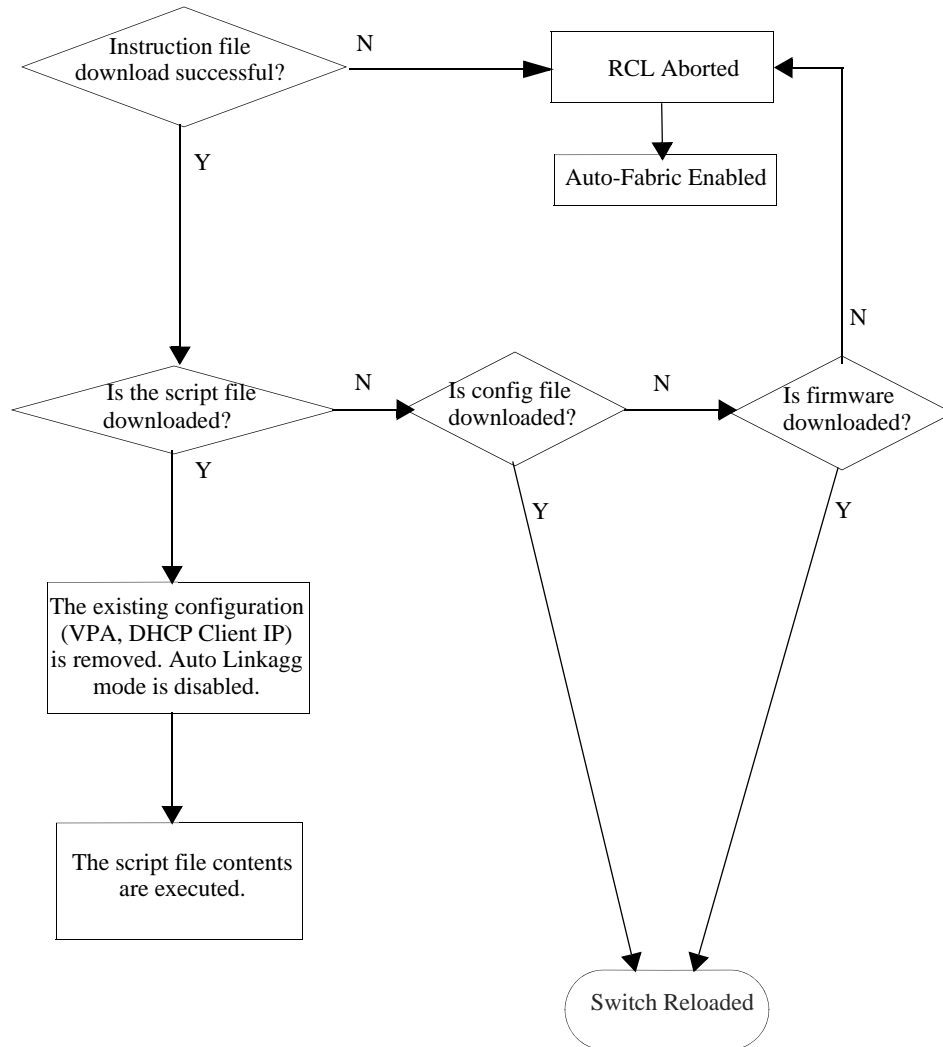 Instruction file
download successful?
N
RCL Aborted
Y
Auto-Fabric Enabled
N
Is the script file
downloaded?
N
Is config file
downloaded?
N
Is firmware
downloaded?
Y
Y
Y
The existing configuration
(VPA, DHCP Client IP)
is removed. Auto Linkagg
mode is disabled.
The script file contents
are executed.
Switch Reloaded